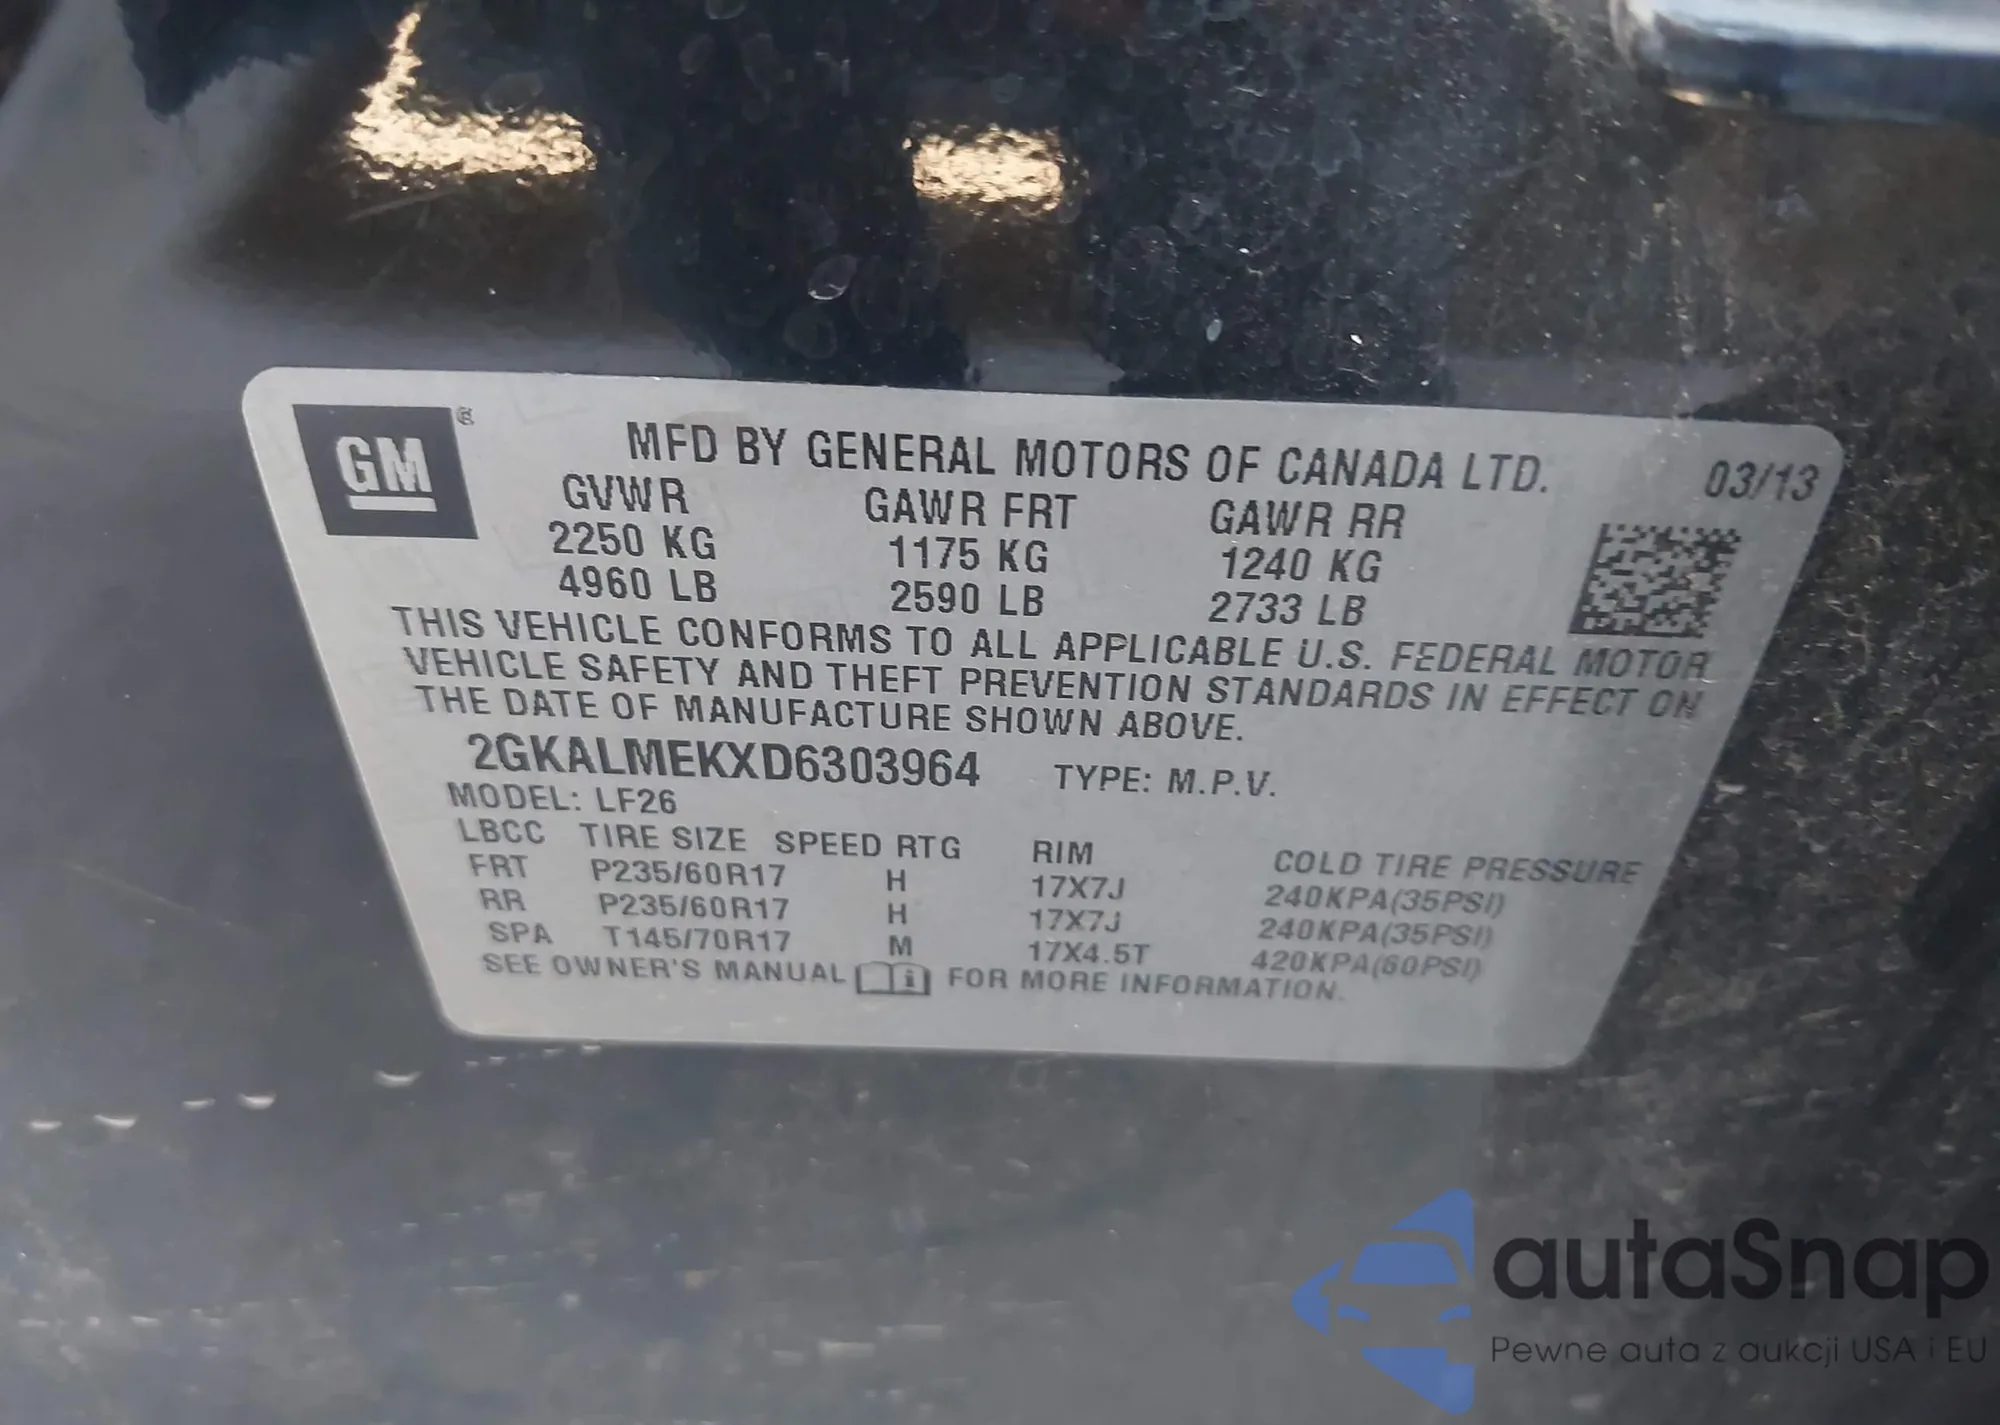 GM ®
MFD BY GENERAL MOTORS OF CANADA LTD.
03/13
GVWR GAWR FRT GAWR RR
2250 KG 1175 KG 1240 KG
4960 LB 2590 LB 2733 LB
THIS VEHICLE CONFORMS TO ALL APPLICABLE U.S. FEDERAL MOTOR
VEHICLE SAFETY AND THEFT PREVENTION STANDARDS IN EFFECT ON
THE DATE OF MANUFACTURE SHOWN ABOVE.
2GKALMEKXD6303964 TYPE: M.P.V.
MODEL: LF26
LBCC TIRE SIZE SPEED RTG RIM COLD TIRE PRESSURE
FRT P235/60R17 H 17X7J 240KPA(35PSI)
RR P235/60R17 H 17X7J 240KPA(35PSI)
SPA T145/70R17 M 17X4.5T 420KPA(60PSI)
SEE OWNER'S MANUAL i FOR MORE INFORMATION.
autaSnap
Pewne auta z aukcji USA i EU